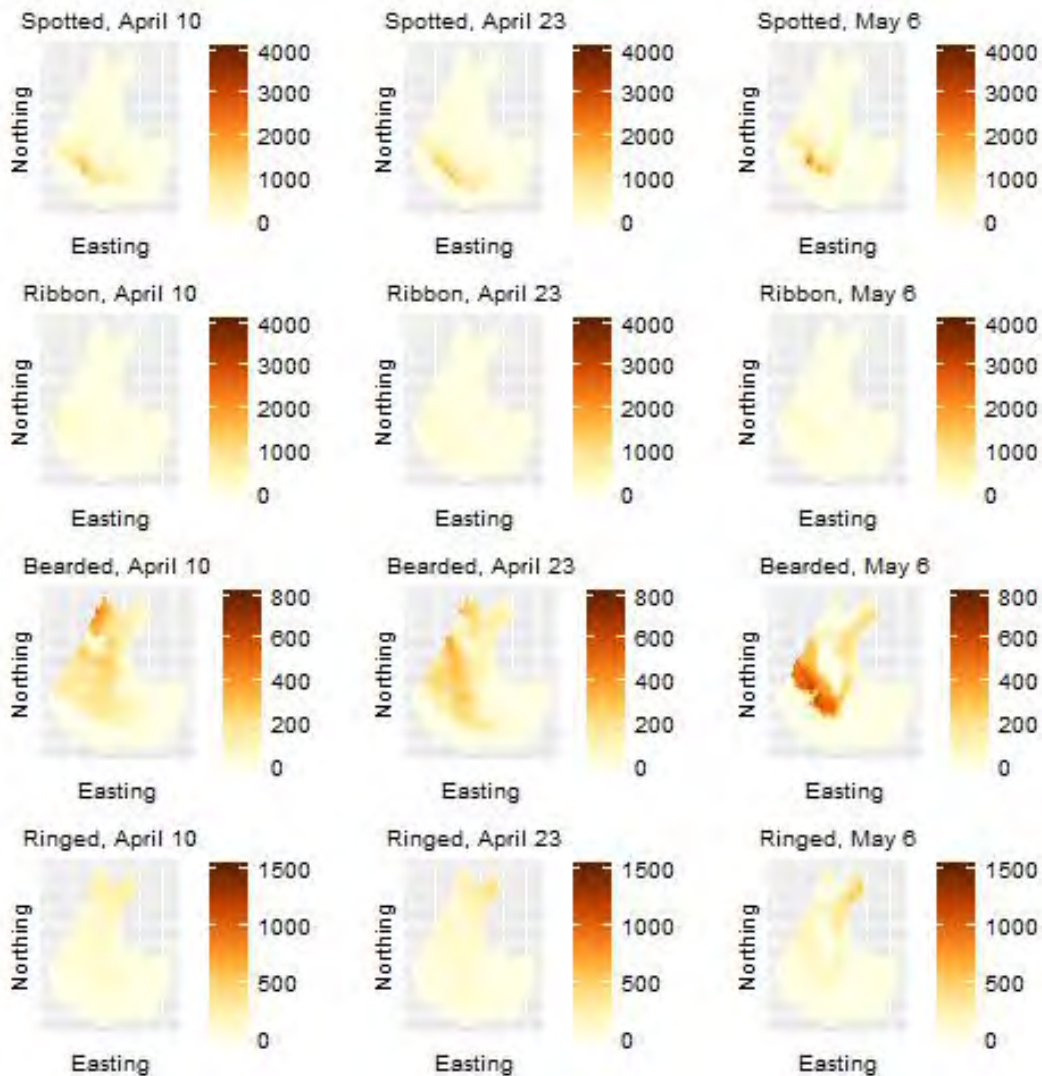 Spotted, April 10
4000
3000
2000
1000
0
Northing
Easting
Spotted, April 23
4000
3000
2000
1000
0
Northing
Easting
Spotted, May 6
4000
3000
2000
1000
0
Northing
Easting
Ribbon, April 10
4000
3000
2000
1000
0
Northing
Easting
Ribbon, April 23
4000
3000
2000
1000
0
Northing
Easting
Ribbon, May 6
4000
3000
2000
1000
0
Northing
Easting
Bearded, April 10
800
600
400
200
0
Northing
Easting
Bearded, April 23
800
600
400
200
0
Northing
Easting
Bearded, May 6
800
600
400
200
0
Northing
Easting
Ringed, April 10
1500
1000
500
0
Northing
Easting
Ringed, April 23
1500
1000
500
0
Northing
Easting
Ringed, May 6
1500
1000
500
0
Northing
Easting